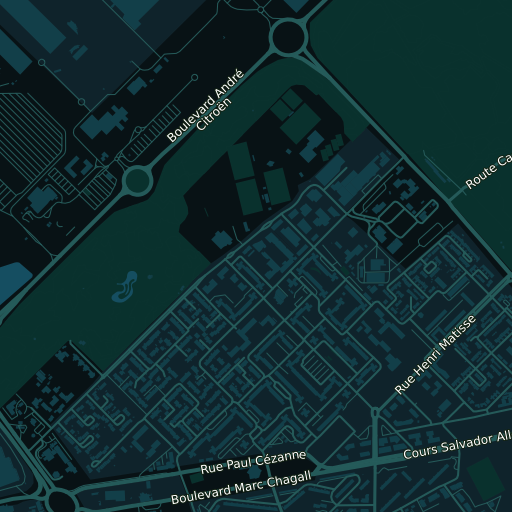 Boulevard André
Citroën
Route Ca
Rue Henri Matisse
Cours Salvador All
Rue Paul Cézanne
Boulevard Marc Chagall